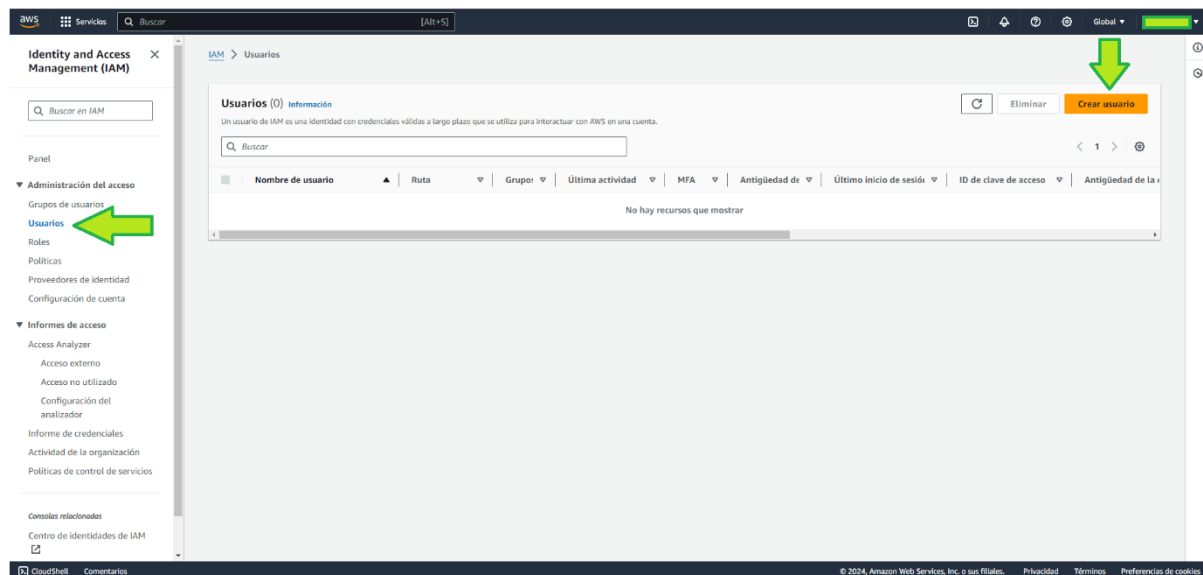 aws
Servicios
Buscar
[Alt+S]
Global
Identity and Access
Management (IAM)
Buscar en IAM
Panel
Administración del acceso
Grupos de usuarios
Usuarios
Roles
Políticas
Proveedores de identidad
Configuración de cuenta
Informes de acceso
Access Analyzer
Acceso externo
Acceso no utilizado
Configuración del
analizador
Informe de credenciales
Actividad de la organización
Políticas de control de servicios
Consolas relacionadas
Centro de identidades de IAM
IAM > Usuarios
Usuarios (0) Información
Eliminar
Crear usuario
Un usuario de IAM es una identidad con credenciales válidas a largo plazo que se utiliza para interactuar con AWS en una cuenta.
Buscar
1
Nombre de usuario Ruta Grupos Última actividad MFA Antigüedad de Último inicio de sesión ID de clave de acceso Antigüedad de la
No hay recursos que mostrar
CloudShell Comentarios © 2024, Amazon Web Services, Inc. o sus filiales. Privacidad Términos Preferencias de cookies